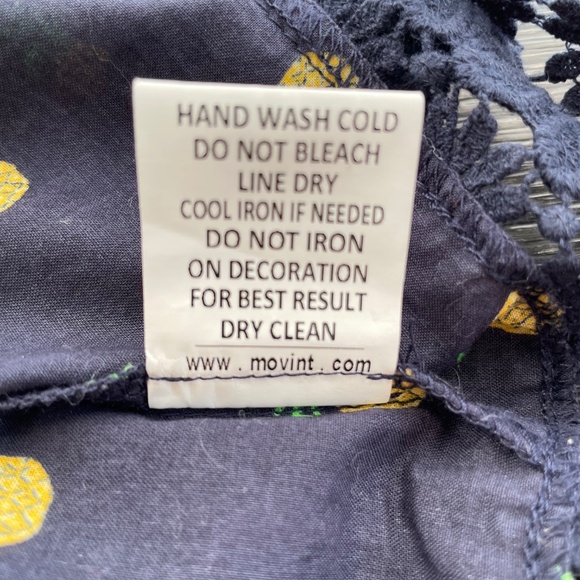 HAND WASH COLD
DO NOT BLEACH
LINE DRY
COOL IRON IF NEEDED
DO NOT IRON
ON DECORATION
FOR BEST RESULT
DRY CLEAN
www . movint . com